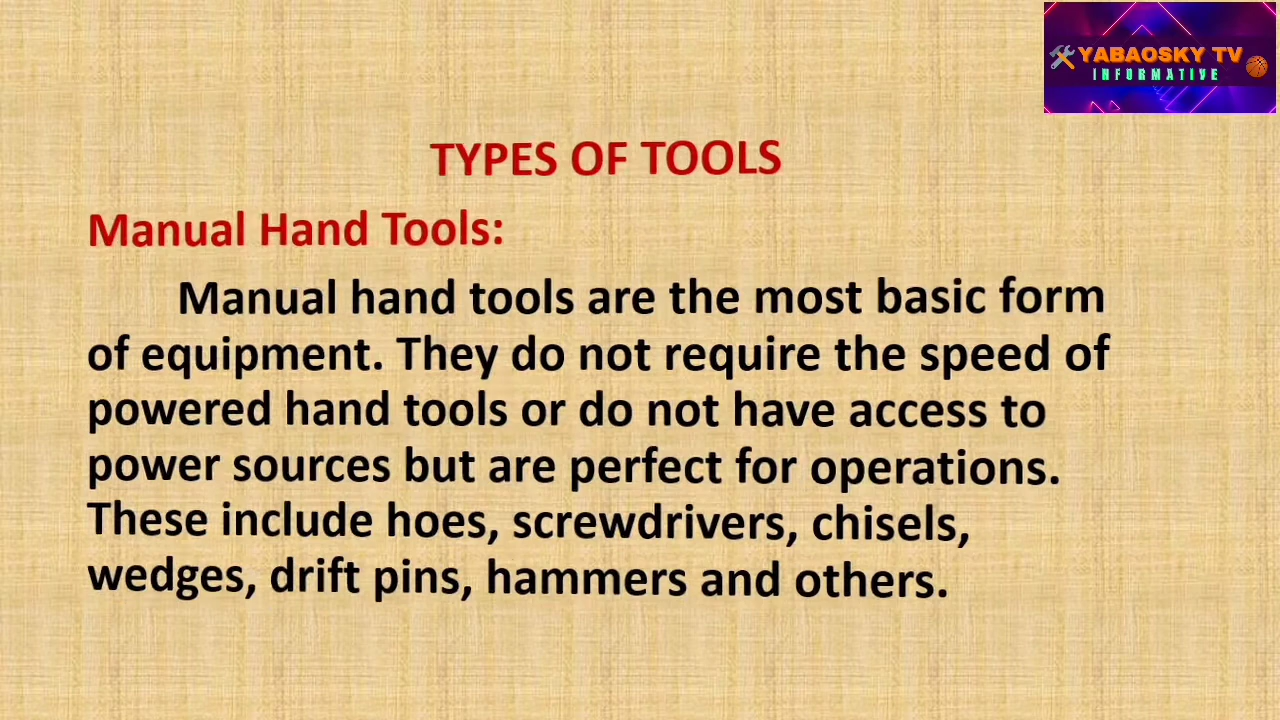 YABAOSKY TV
INFORMATIVE
TYPES OF TOOLS
Manual Hand Tools:
Manual hand tools are the most basic form
of equipment. They do not require the speed of
powered hand tools or do not have access to
power sources but are perfect for operations.
These include hoes, screwdrivers, chisels,
wedges, drift pins, hammers and others.